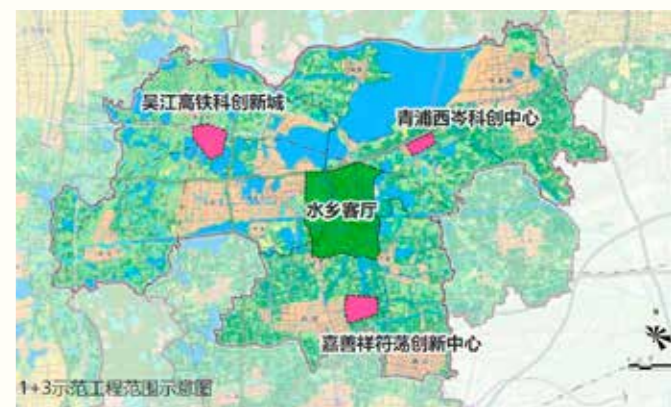 吴江高铁科创新城
青浦西岑科创中心
水乡客厅
嘉善祥符荡创新中心
1+3示范工程范围示意图